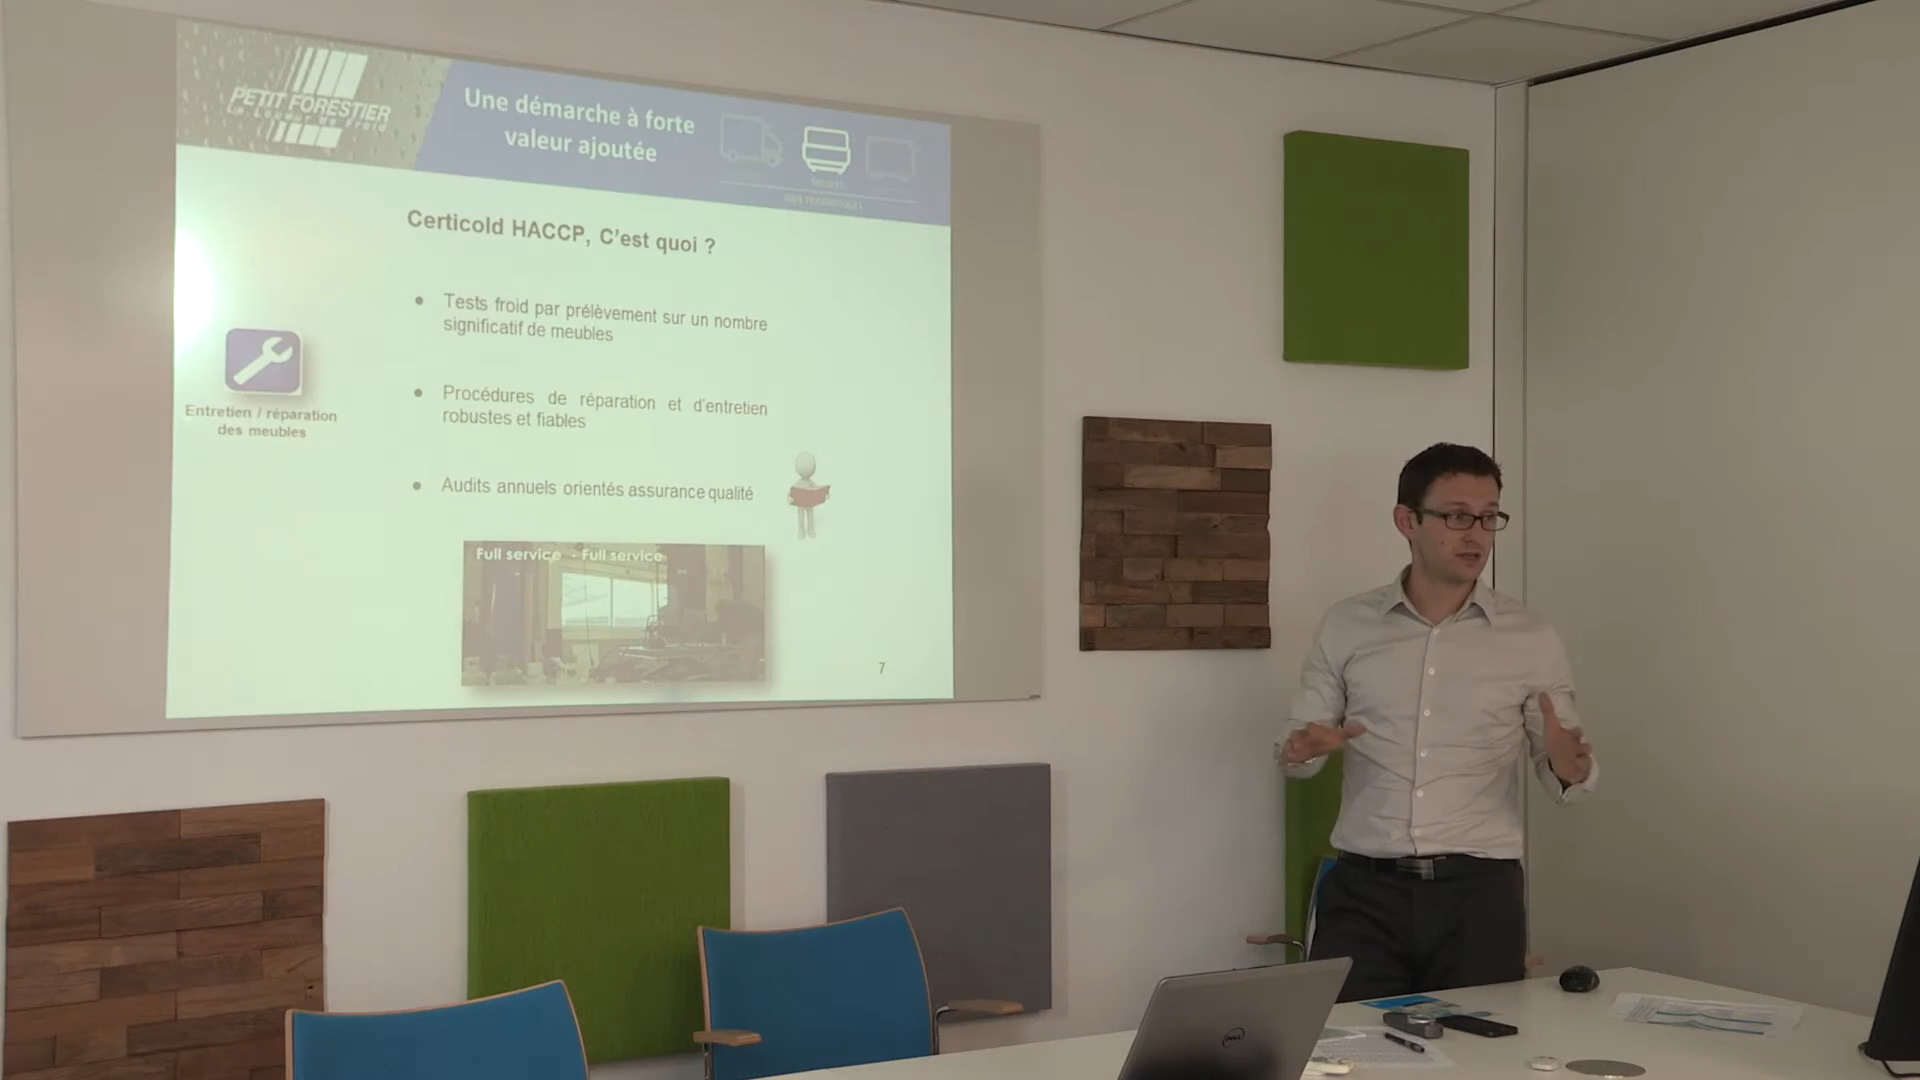 PETIT FORESTIER
Le Loueur de Froid
Une démarche à forte
valeur ajoutée
Certicold HACCP, C'est quoi ?
● Tests froid par prélèvement sur un nombre
significatif de meubles
● Procédures de réparation et d'entretien
robustes et fiables
● Audits annuels orientés assurance qualité
Entretien / réparation
des meubles
Full service - Full service
7
DELL